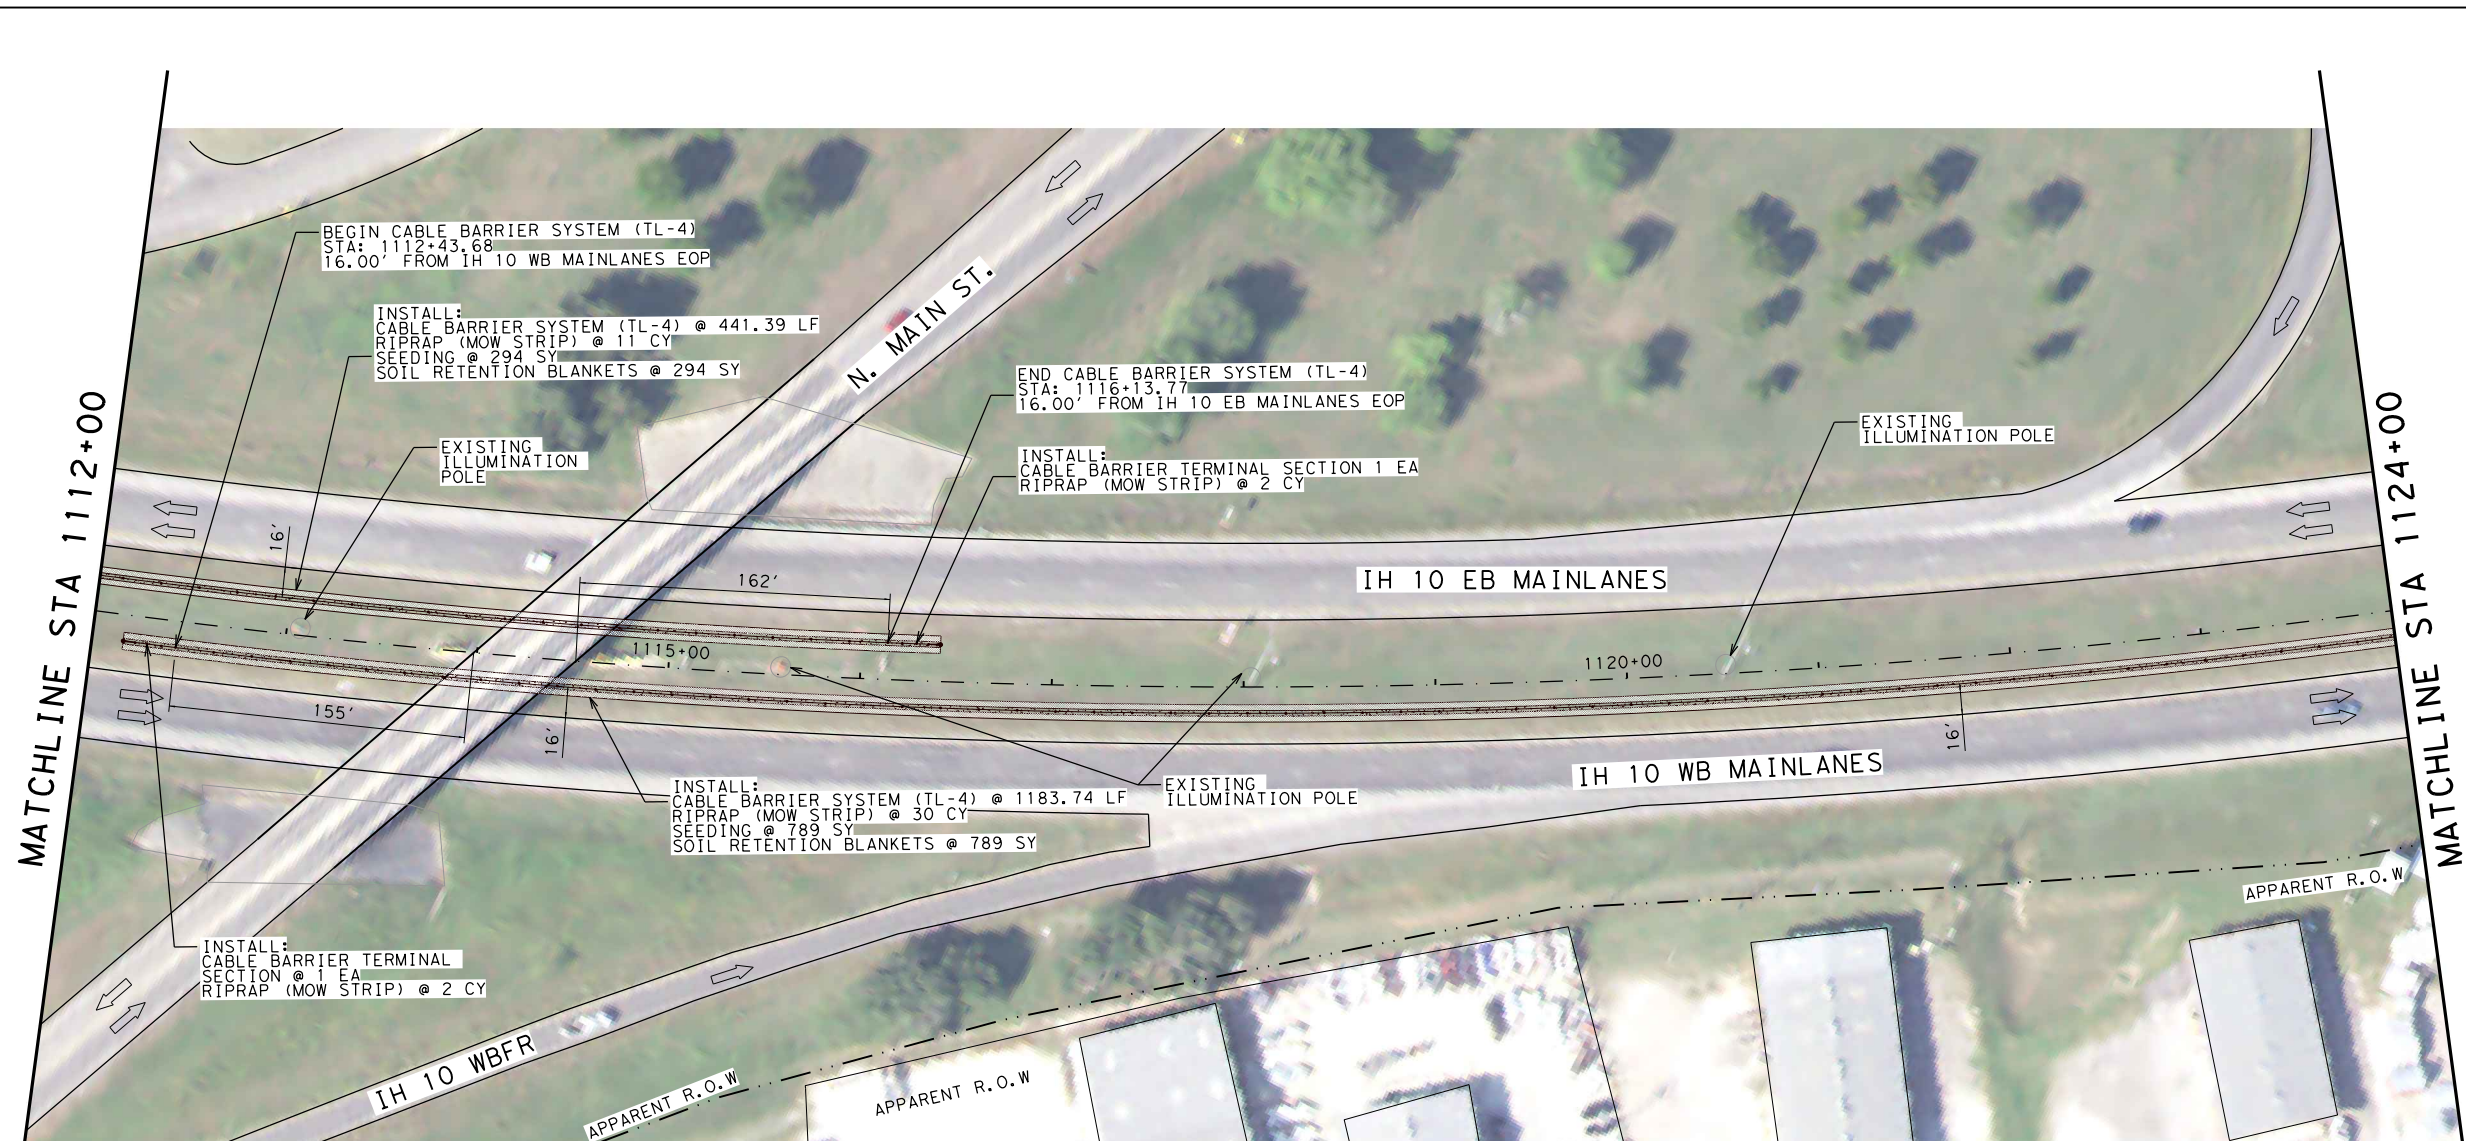 BEGIN CABLE BARRIER SYSTEM (TL-4)
STA: 1112+43.68
16.00' FROM IH 10 WB MAINLANES EOP
INSTALL:
CABLE BARRIER SYSTEM (TL-4) @ 441.39 LF
RIPRAP (MOW STRIP) @ 11 CY
SEEDING @ 294 SY
SOIL RETENTION BLANKETS @ 294 SY
N. MAIN ST.
END CABLE BARRIER SYSTEM (TL-4)
STA: 1116+13.77
16.00' FROM IH 10 EB MAINLANES EOP
EXISTING
ILLUMINATION POLE
EXISTING
ILLUMINATION
POLE
INSTALL:
CABLE BARRIER TERMINAL SECTION 1 EA
RIPRAP (MOW STRIP) @ 2 CY
MATCHLINE STA 1112+00
MATCHLINE STA 1124+00
16'
162'
IH 10 EB MAINLANES
1115+00
1120+00
155'
16'
16'
IH 10 WB MAINLANES
INSTALL:
CABLE BARRIER SYSTEM (TL-4) @ 1183.74 LF
RIPRAP (MOW STRIP) @ 30 CY
SEEDING @ 789 SY
SOIL RETENTION BLANKETS @ 789 SY
EXISTING
ILLUMINATION POLE
APPARENT R.O.W
INSTALL:
CABLE BARRIER TERMINAL
SECTION @ 1 EA
RIPRAP (MOW STRIP) @ 2 CY
IH 10 WBFR
APPARENT R.O.W
APPARENT R.O.W